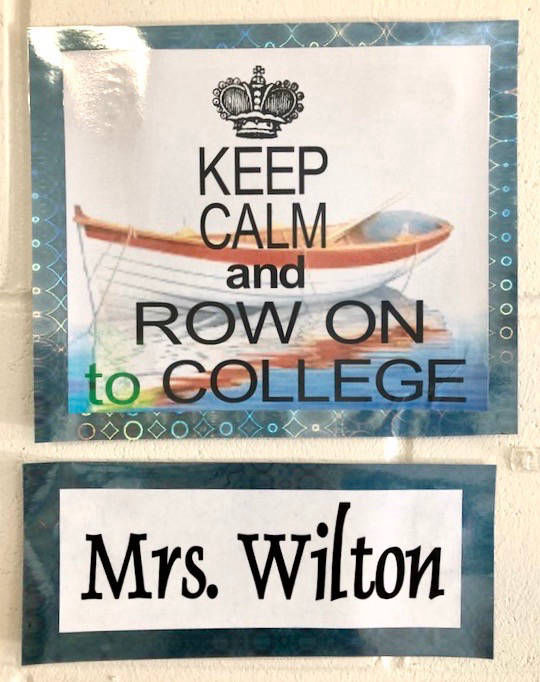 KEEP
CALM
and
ROW ON
to COLLEGE
Mrs. Wilton